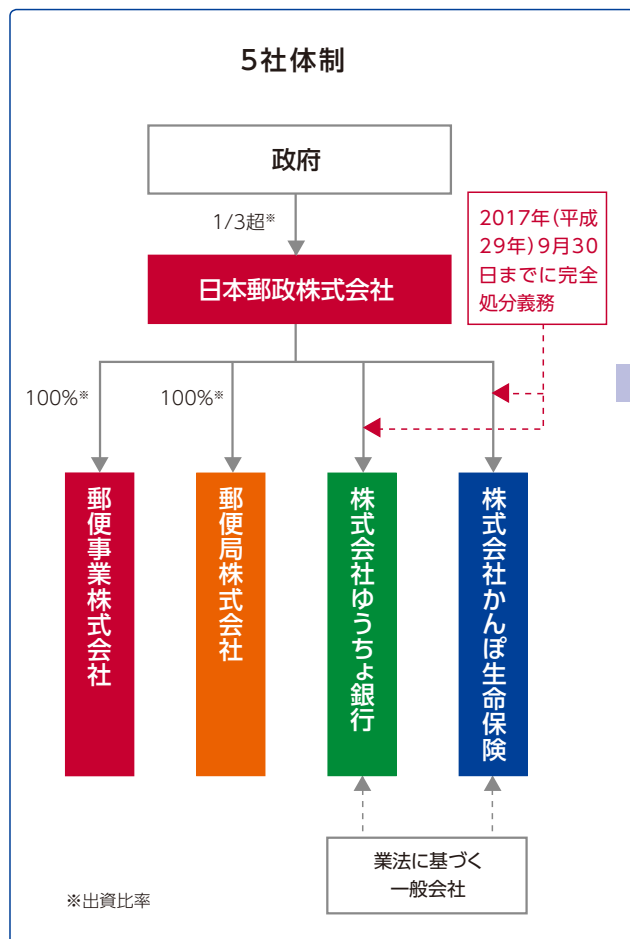 5社体制
政府
1/3超※
2017年(平成
29年)9月30
日までに完全
処分義務
日本郵政株式会社
100%※
100%※
郵便事業株式会社
郵便局株式会社
株式会社ゆうちょ銀行
株式会社かんぽ生命保険
業法に基づく
一般会社
※出資比率